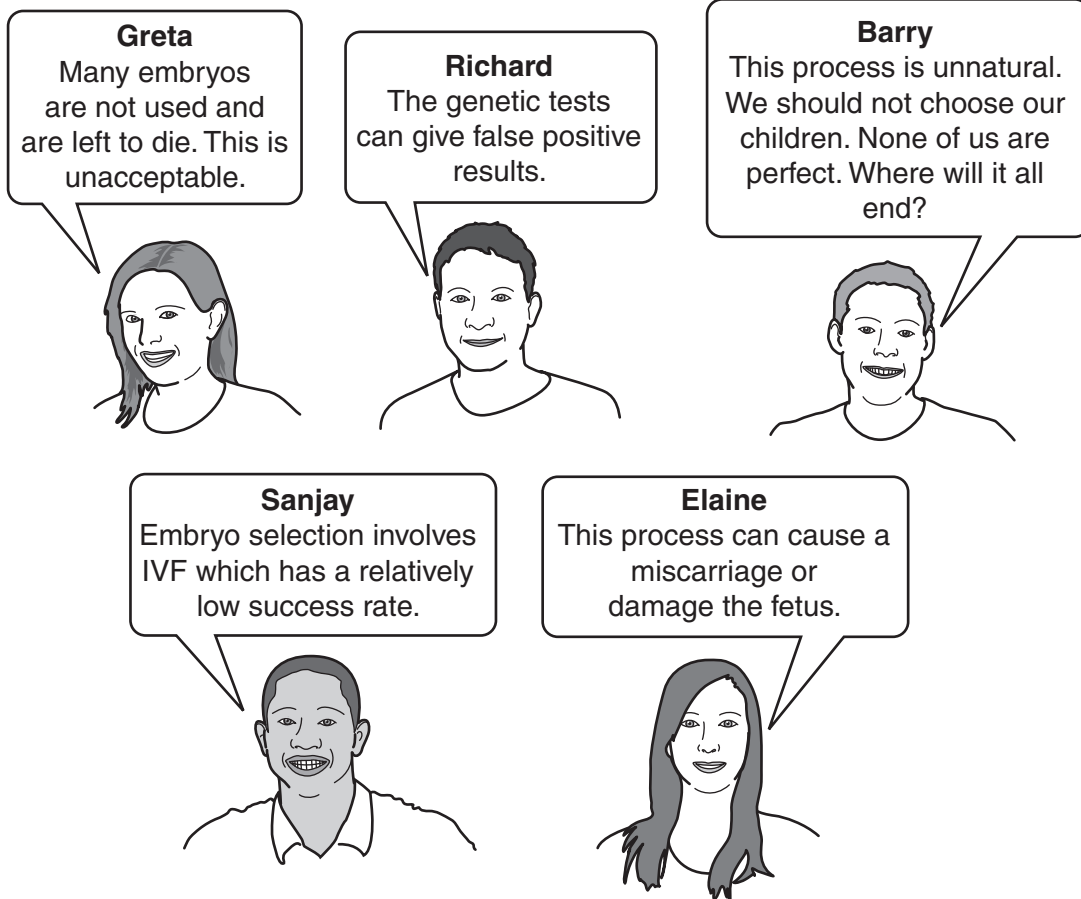 Greta
Many embryos
are not used and
are left to die. This is
unacceptable.
Richard
The genetic tests
can give false positive
results.
Barry
This process is unnatural.
We should not choose our
children. None of us are
perfect. Where will it all
end?
Sanjay
Embryo selection involves
IVF which has a relatively
low success rate.
Elaine
This process can cause a
miscarriage or
damage the fetus.